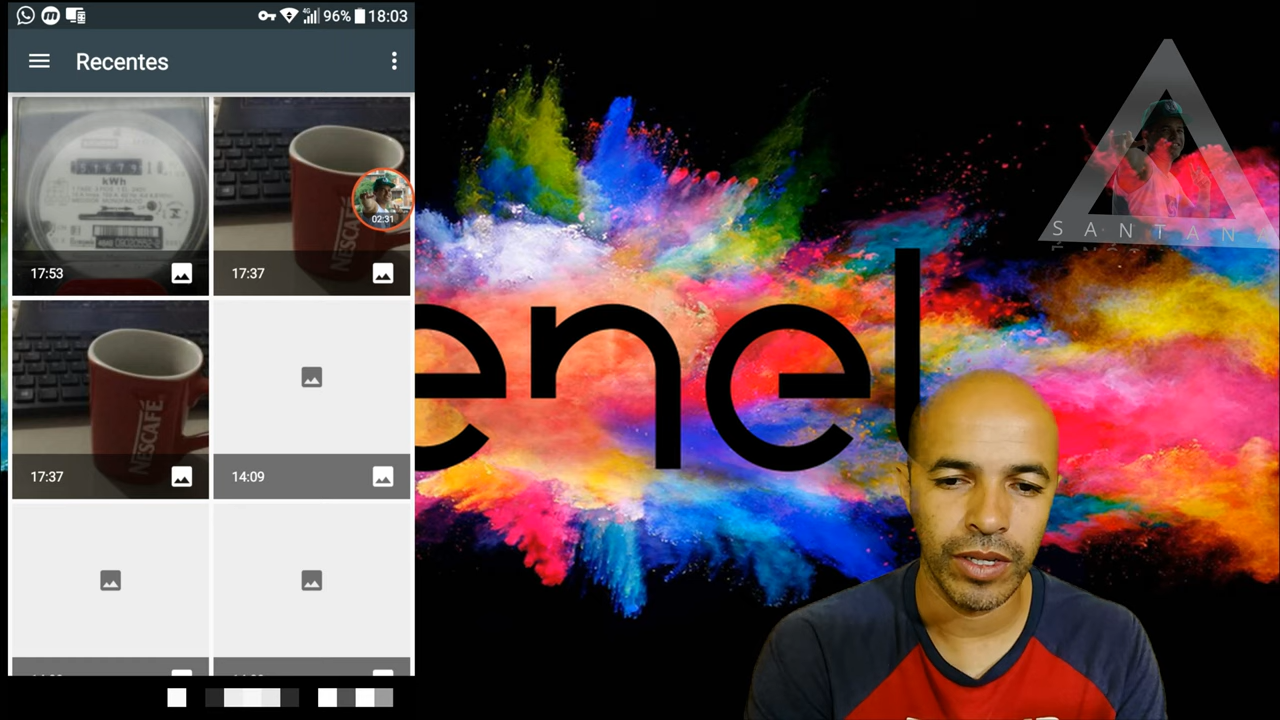 96% 18:03
Recentes
kWh
NESCAFÉ
02:31
17:53
17:37
NESCAFÉ
17:37
14:09
enel
SANTAN